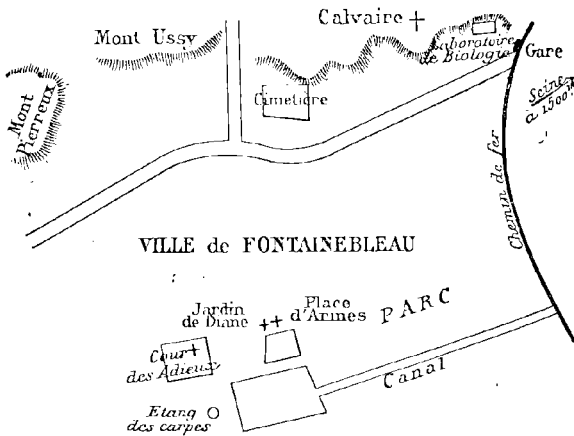 Calvaire
Mont Ussy
Laboratoire
de Biologie
Gare
Cimetière
Seine
à 1500m
Mont
Pierreux
Chemin de fer
VILLE de FONTAINEBLEAU
Jardin
de Diane
Place
d'Armes
PARC
Cour
des Adieux
Canal
Etang
des carpes